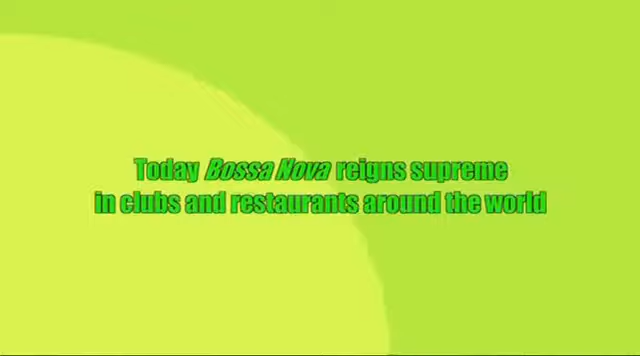 Today Bossa Nova reigns supreme
in clubs and restaurants around the world